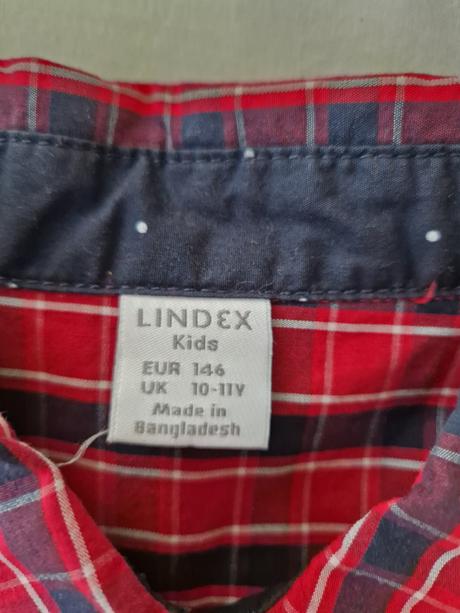 LINDEX
Kids
EUR 146
UK 10-11Y
Made in
Bangladesh